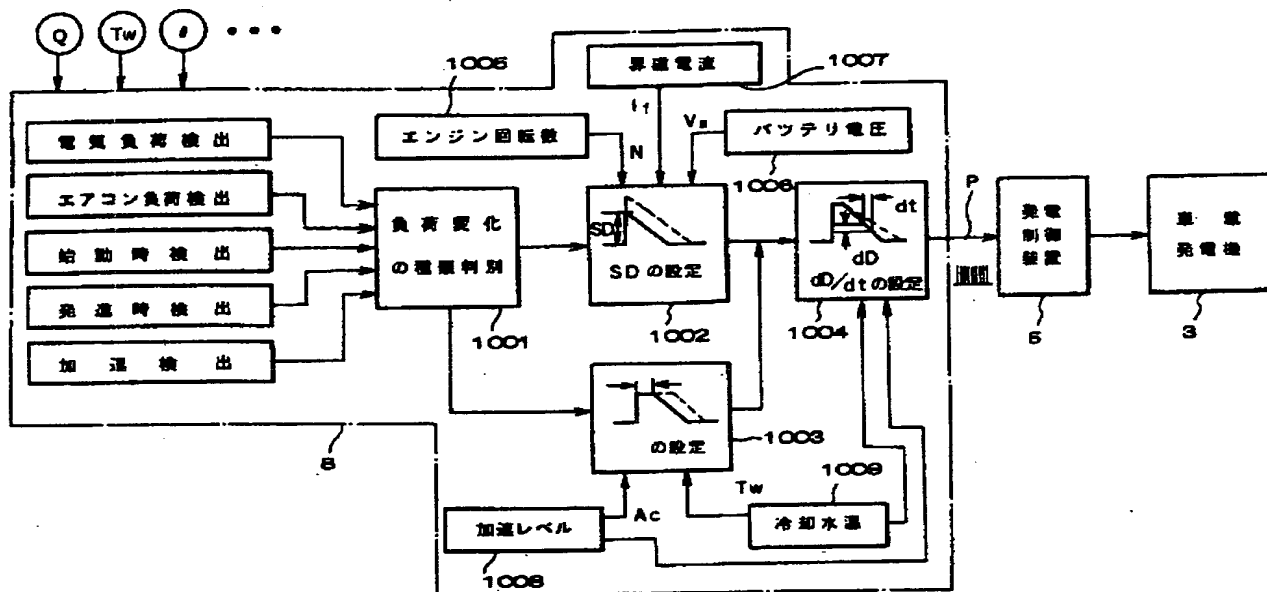 Q Tw θ ・・・
界磁電流
1007
1005
エンジン回転数
N
If
VB
バッテリ電圧
1006
電気負荷検出
エアコン負荷検出
始動時検出
発進時検出
加速検出
負荷変化
の種類判別
1001
SD
SDの設定
1002
dt
dD
dD/dtの設定
1004
P
発電
制御
装置
5
車載
発電機
3
の設定
1003
8
加速レベル
1008
Ac
Tw
冷却水温
1009